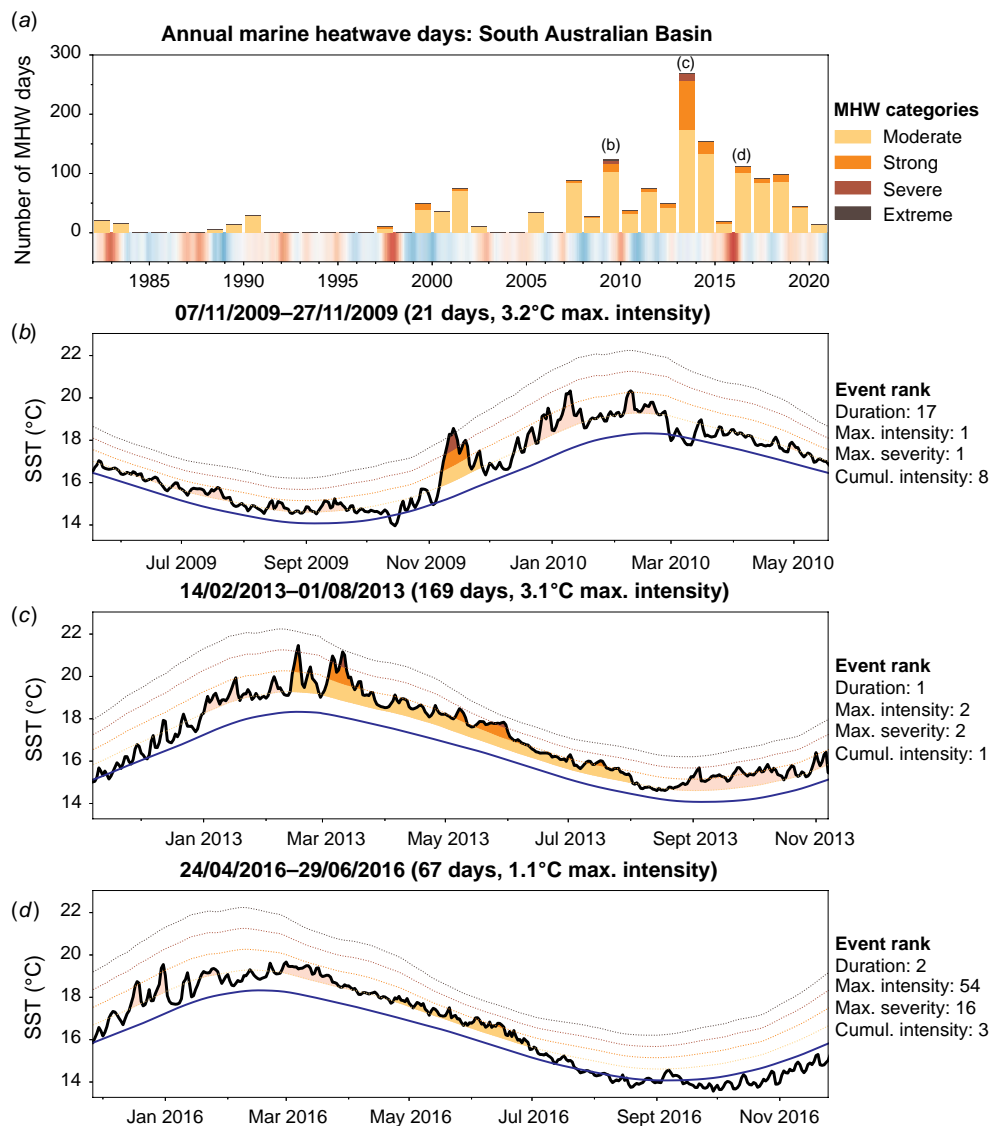 (a)
Annual marine heatwave days: South Australian Basin
Number of MHW days
300
200
100
0
(b)
(c)
(d)
MHW categories
Moderate
Strong
Severe
Extreme
1985 1990 1995 2000 2005 2010 2015 2020
07/11/2009–27/11/2009 (21 days, 3.2°C max. intensity)
(b)
SST (°C)
22
20
18
16
14
Event rank
Duration: 17
Max. intensity: 1
Max. severity: 1
Cumul. intensity: 8
Jul 2009 Sept 2009 Nov 2009 Jan 2010 Mar 2010 May 2010
14/02/2013–01/08/2013 (169 days, 3.1°C max. intensity)
(c)
SST (°C)
22
20
18
16
14
Event rank
Duration: 1
Max. intensity: 2
Max. severity: 2
Cumul. intensity: 1
Jan 2013 Mar 2013 May 2013 Jul 2013 Sept 2013 Nov 2013
24/04/2016–29/06/2016 (67 days, 1.1°C max. intensity)
(d)
SST (°C)
22
20
18
16
14
Event rank
Duration: 2
Max. intensity: 54
Max. severity: 16
Cumul. intensity: 3
Jan 2016 Mar 2016 May 2016 Jul 2016 Sept 2016 Nov 2016